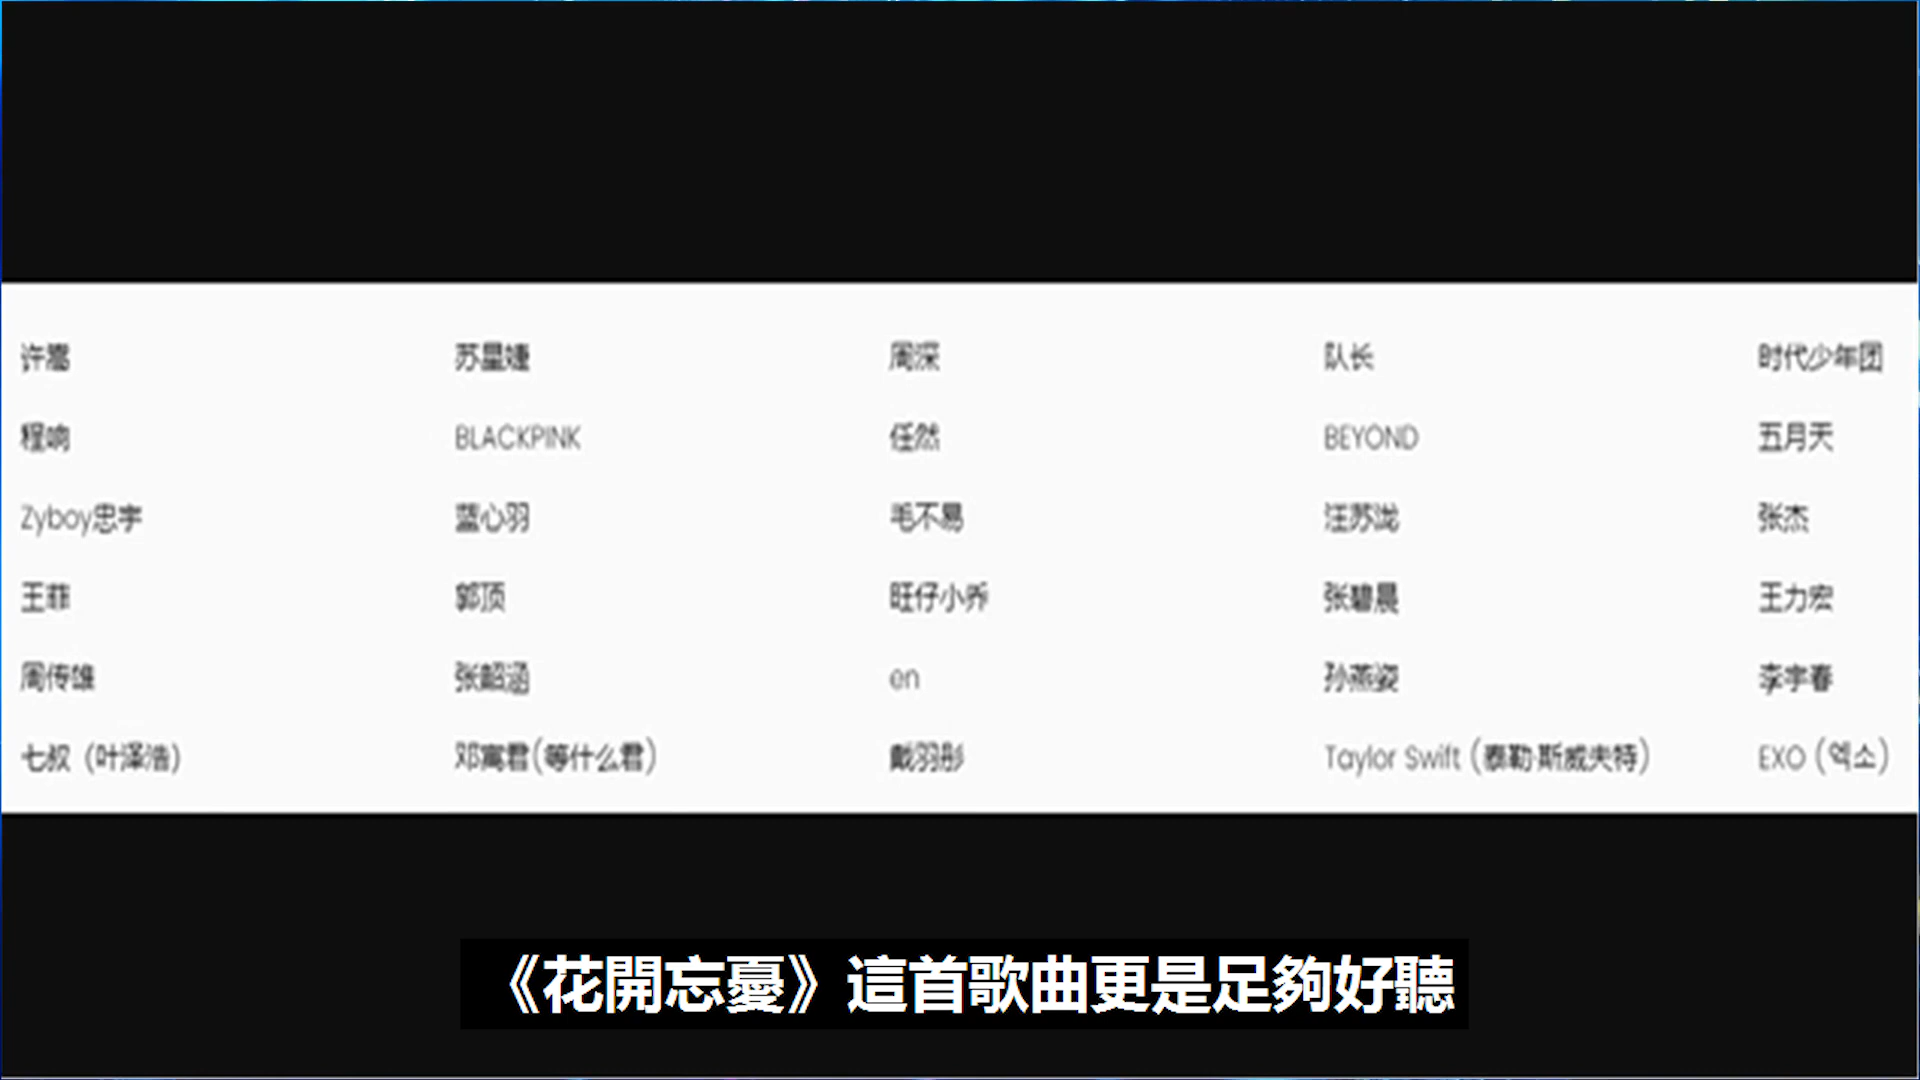 许嵩 苏星婕 周深 队长 时代少年团
程响 BLACKPINK 任然 BEYOND 五月天
Zyboy忠宇 蓝心羽 毛不易 汪苏泷 张杰
王菲 郭顶 旺仔小乔 张碧晨 王力宏
周传雄 张韶涵 en 孙燕姿 李宇春
七叔 (叶泽浩) 邓寓君(等什么君) 戴羽彤 Taylor Swift (泰勒·斯威夫特) EXO (엑소)
《花開忘憂》這首歌曲更是足夠好聽